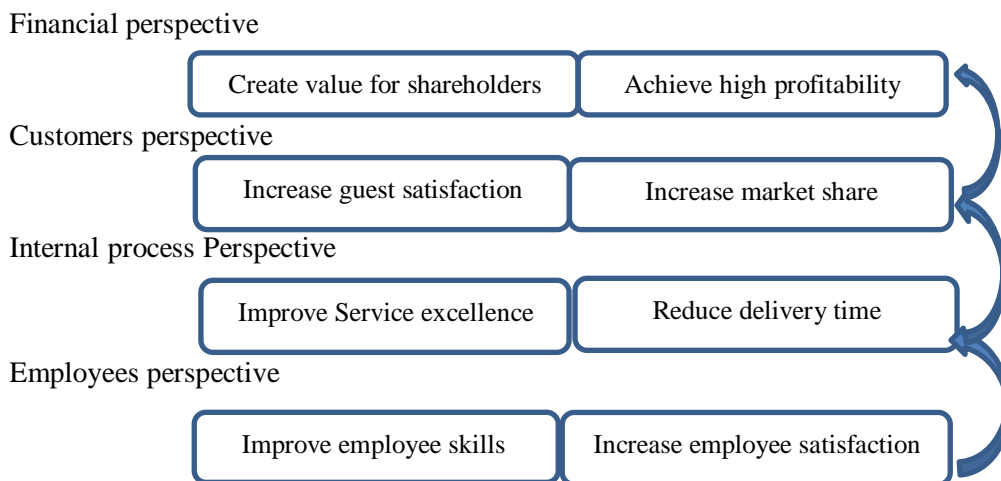 Financial perspective
Create value for shareholders Achieve high profitability
Customers perspective
Increase guest satisfaction Increase market share
Internal process Perspective
Improve Service excellence Reduce delivery time
Employees perspective
Improve employee skills Increase employee satisfaction